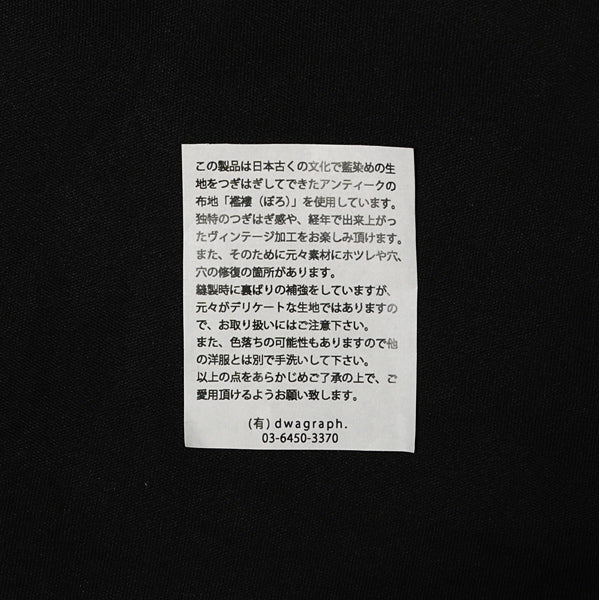 この製品は日本古くの文化で藍染めの生
地をつぎはぎしてできたアンティークの
布地「襤褸（ぼろ）」を使用しています。
独特のつぎはぎ感や、経年で出来上がっ
たヴィンテージ加工をお楽しみ頂けます。
また、そのために元々素材にホツレや穴、
穴の修復の箇所があります。
縫製時に裏ばりの補強をしていますが、
元々がデリケートな生地ではありますの
で、お取り扱いにはご注意下さい。
また、色落ちの可能性もありますので他
の洋服とは別で手洗いして下さい。
以上の点をあらかじめご了承の上で、ご
愛用頂けるようお願い致します。
(有) dwagraph.
03-6450-3370